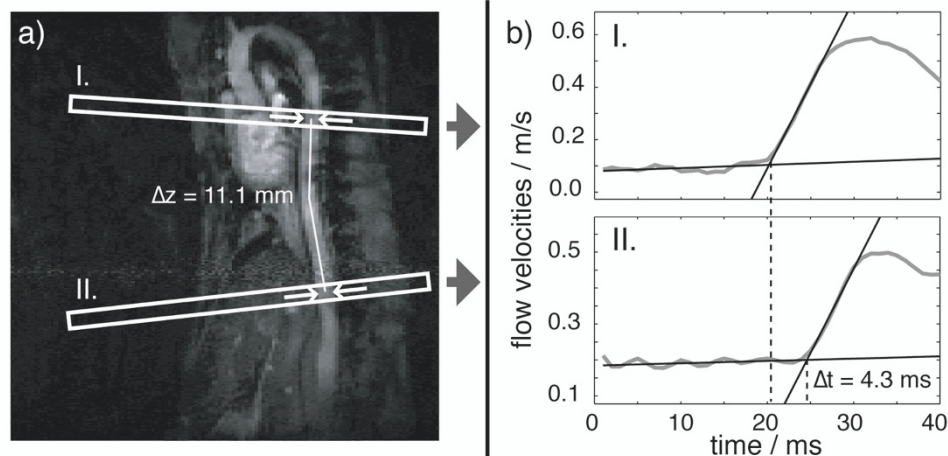 a)
I.
Δz = 11.1 mm
II.
b)
flow velocities / m/s
I.
0.6
0.4
0.2
0.0
II.
0.5
0.3
0.1
Δt = 4.3 ms
0 10 20 30 40
time / ms